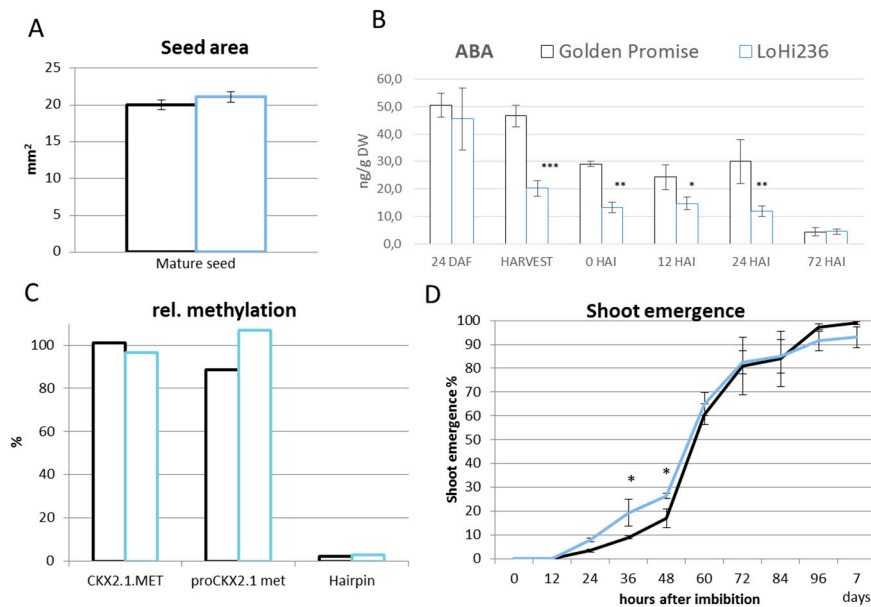 A
Seed area
25
20
15
10
5
0
mm²
Mature seed
B
ABA
Golden Promise
LoHi236
60,0
50,0
40,0
30,0
20,0
10,0
0,0
ng/g DW
***
**
*
**
24 DAF
HARVEST
0 HAI
12 HAI
24 HAI
72 HAI
C
rel. methylation
100
80
60
40
20
0
%
CKX2.1.MET
proCKX2.1 met
Hairpin
D
Shoot emergence
100
90
80
70
60
50
40
30
20
10
0
Shoot emergence %
*
*
0 12 24 36 48 60 72 84 96 7
days
hours after imbibition